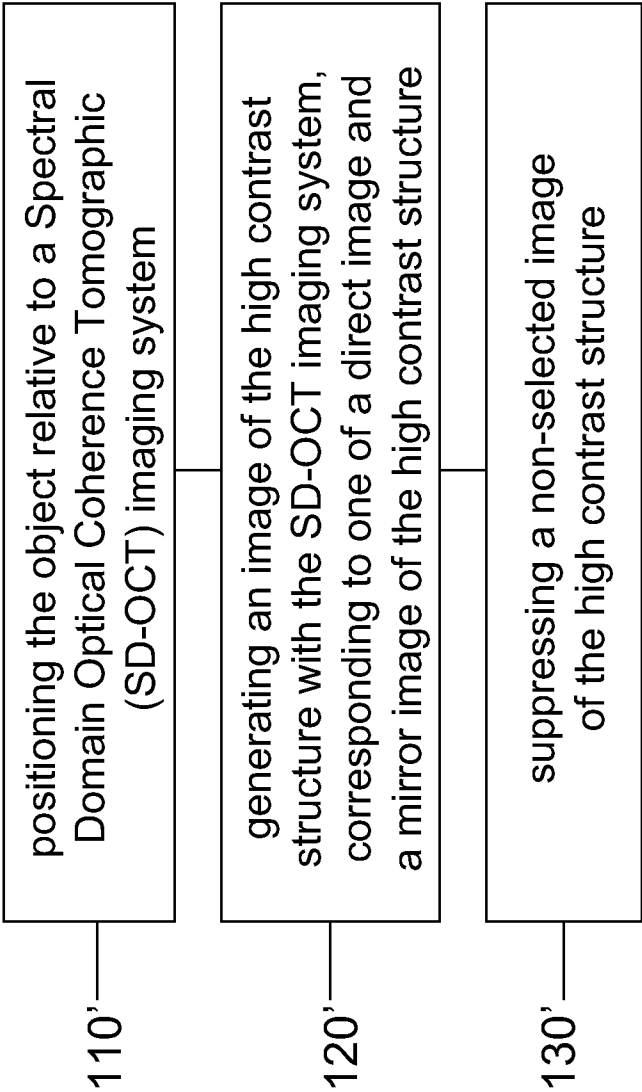 110'
positioning the object relative to a Spectral
Domain Optical Coherence Tomographic
(SD-OCT) imaging system
120'
generating an image of the high contrast
structure with the SD-OCT imaging system,
corresponding to one of a direct image and
a mirror image of the high contrast structure
130'
suppressing a non-selected image
of the high contrast structure